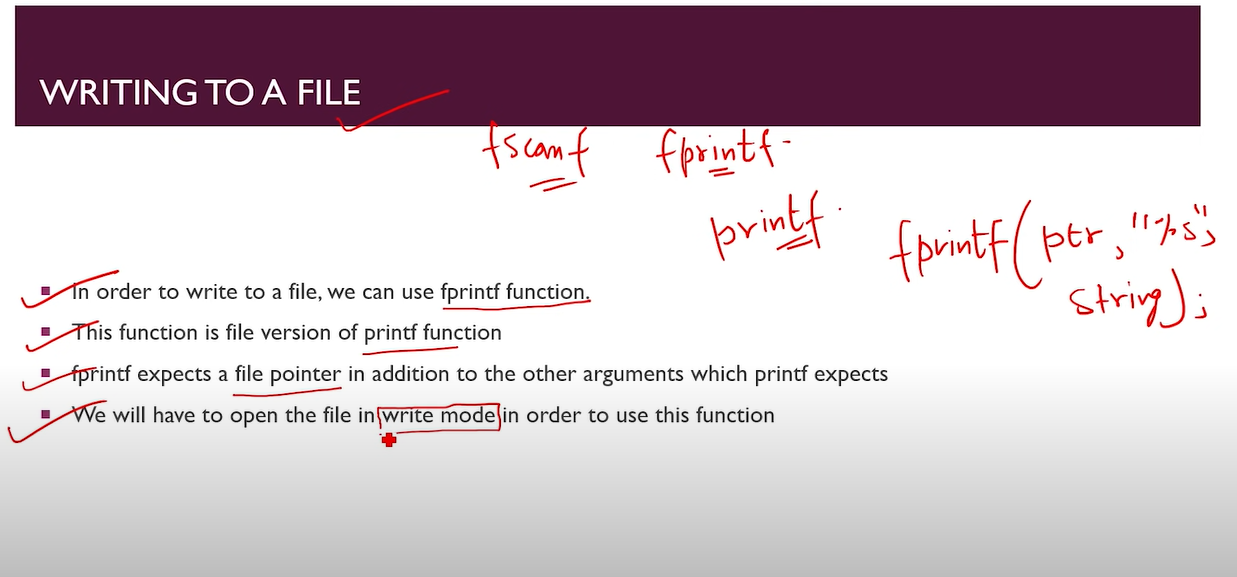 WRITING TO A FILE
fscanf fprintf
printf
fprintf(ptr, "%s",
string);
In order to write to a file, we can use fprintf function.
This function is file version of printf function
fprintf expects a file pointer in addition to the other arguments which printf expects
We will have to open the file in write mode in order to use this function